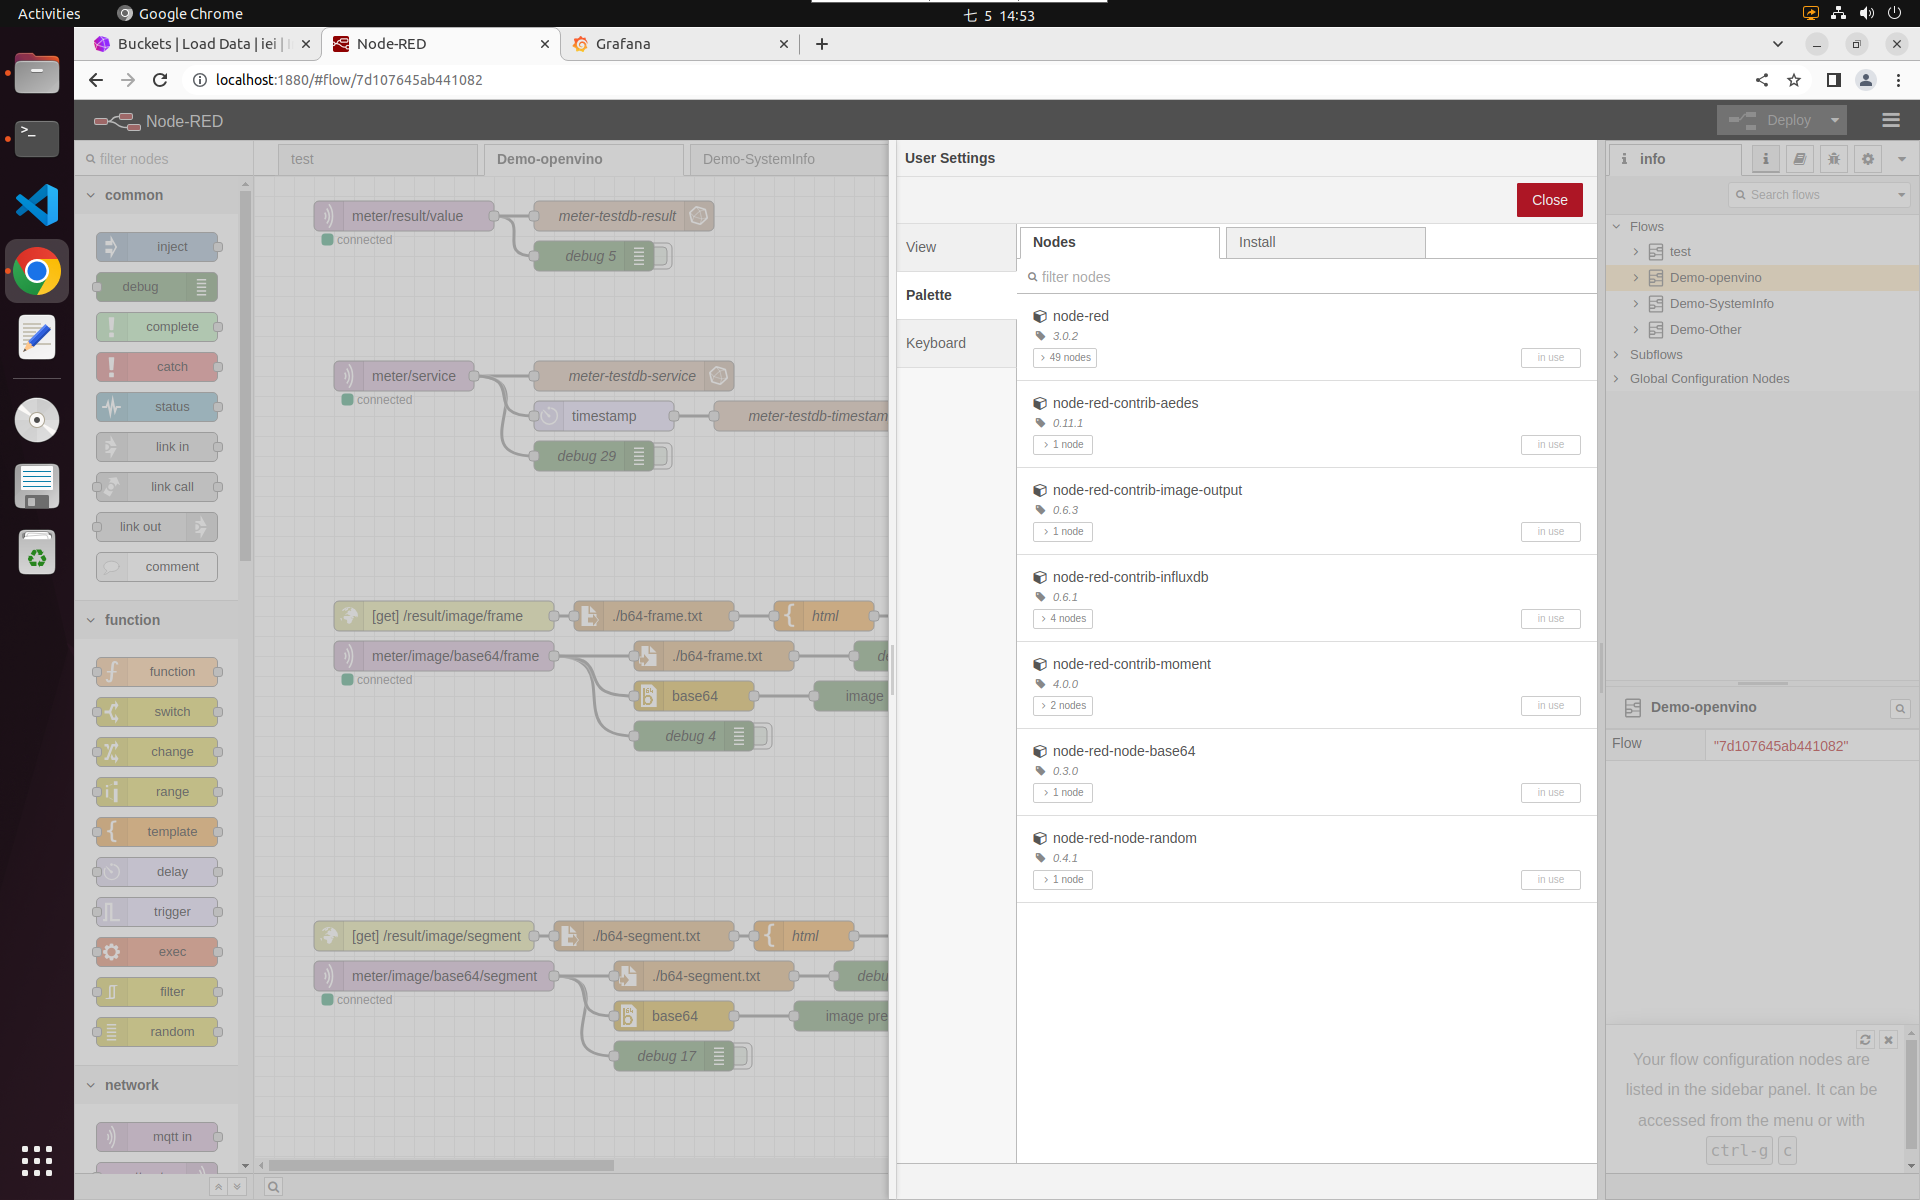 Activities
Google Chrome
七 5 14:53
Buckets | Load Data | iei |
Node-RED
Grafana
localhost:1880/#flow/7d107645ab441082
Node-RED
Deploy
filter nodes
common
inject
debug
complete
catch
status
link in
link call
link out
comment
function
function
switch
change
range
template
delay
trigger
exec
filter
random
network
mqtt in
test
Demo-openvino
Demo-SystemInfo
meter/result/value
connected
meter-testdb-result
debug 5
meter/service
connected
meter-testdb-service
timestamp
meter-testdb-timestam
debug 29
[get] /result/image/frame
./b64-frame.txt
html
meter/image/base64/frame
connected
./b64-frame.txt
de
base64
image
debug 4
[get] /result/image/segment
./b64-segment.txt
html
meter/image/base64/segment
connected
./b64-segment.txt
debu
base64
image pre
debug 17
User Settings
Close
View
Palette
Keyboard
Nodes
Install
filter nodes
node-red
3.0.2
49 nodes
in use
node-red-contrib-aedes
0.11.1
1 node
in use
node-red-contrib-image-output
0.6.3
1 node
in use
node-red-contrib-influxdb
0.6.1
4 nodes
in use
node-red-contrib-moment
4.0.0
2 nodes
in use
node-red-node-base64
0.3.0
1 node
in use
node-red-node-random
0.4.1
1 node
in use
info
Search flows
Flows
test
Demo-openvino
Demo-SystemInfo
Demo-Other
Subflows
Global Configuration Nodes
Demo-openvino
Flow
"7d107645ab441082"
Your flow configuration nodes are
listed in the sidebar panel. It can be
accessed from the menu or with
ctrl-g c